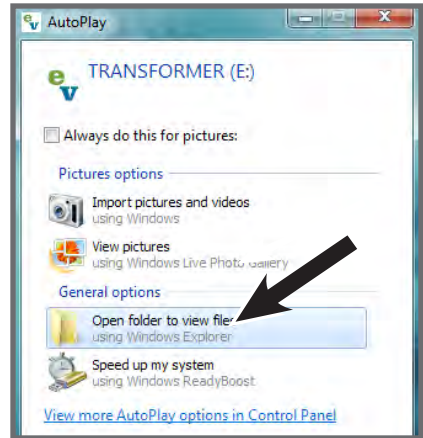 AutoPlay
ev
TRANSFORMER (E:)
Always do this for pictures:
Pictures options
Import pictures and videos
using Windows
View pictures
using Windows Live Photo Gallery
General options
Open folder to view files
using Windows Explorer
Speed up my system
using Windows ReadyBoost
View more AutoPlay options in Control Panel